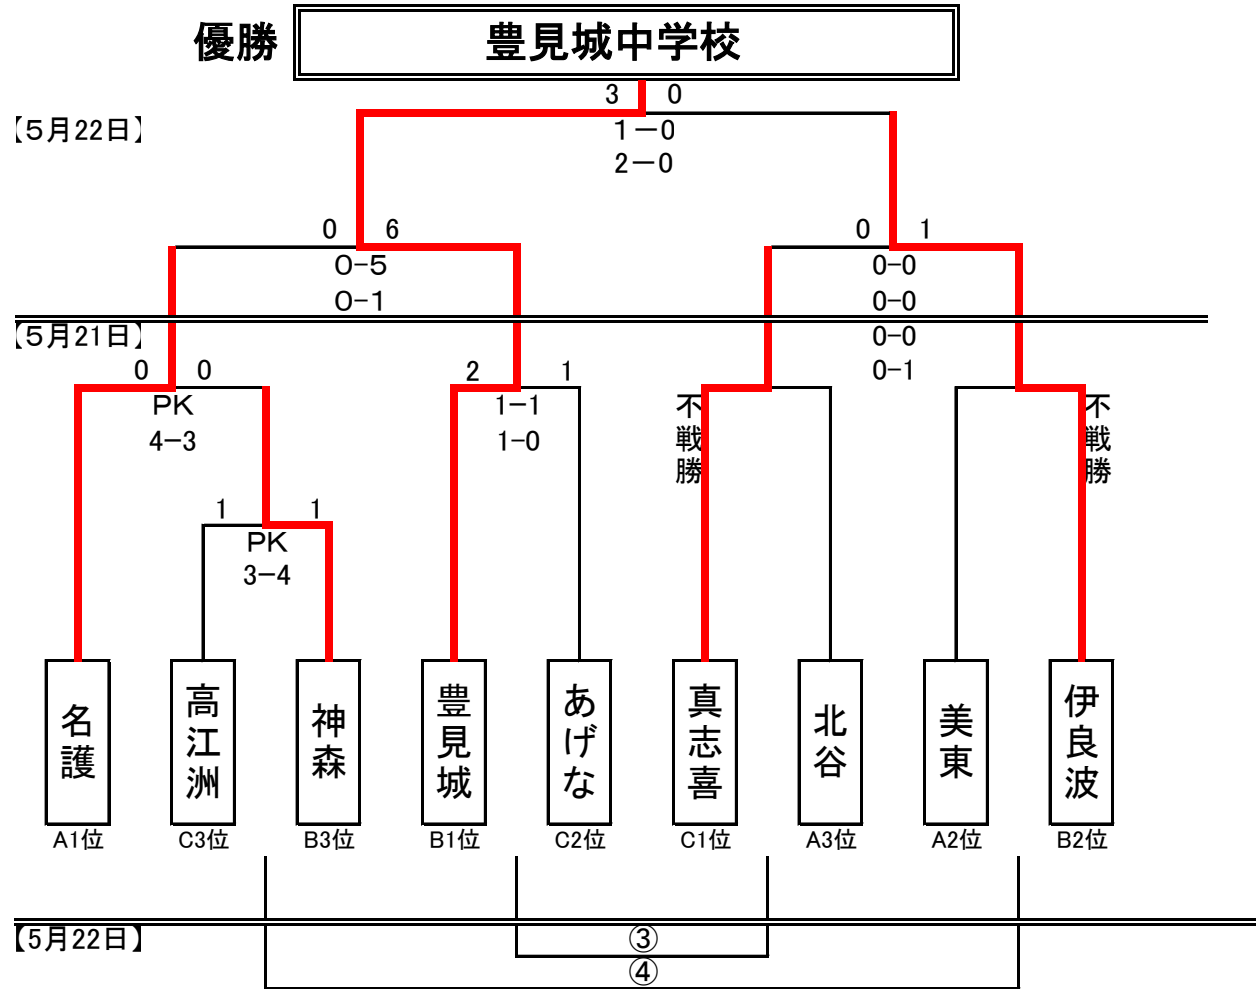 優勝 豊見城中学校
3 0
【５月22日】
1－0
2－0
0 6 0 1
０-５ 0-0
０-１ 0-0
【５月21日】 0-0
0 0 2 1 0-1
PK 1-1 不戦勝 不戦勝
4-3 1-0
1 1
PK
3-4
名護 高江洲 神森 豊見城 あげな 真志喜 北谷 美東 伊良波
A1位 C3位 B3位 B1位 C2位 C1位 A3位 A2位 B2位
【5月22日】 ③
④